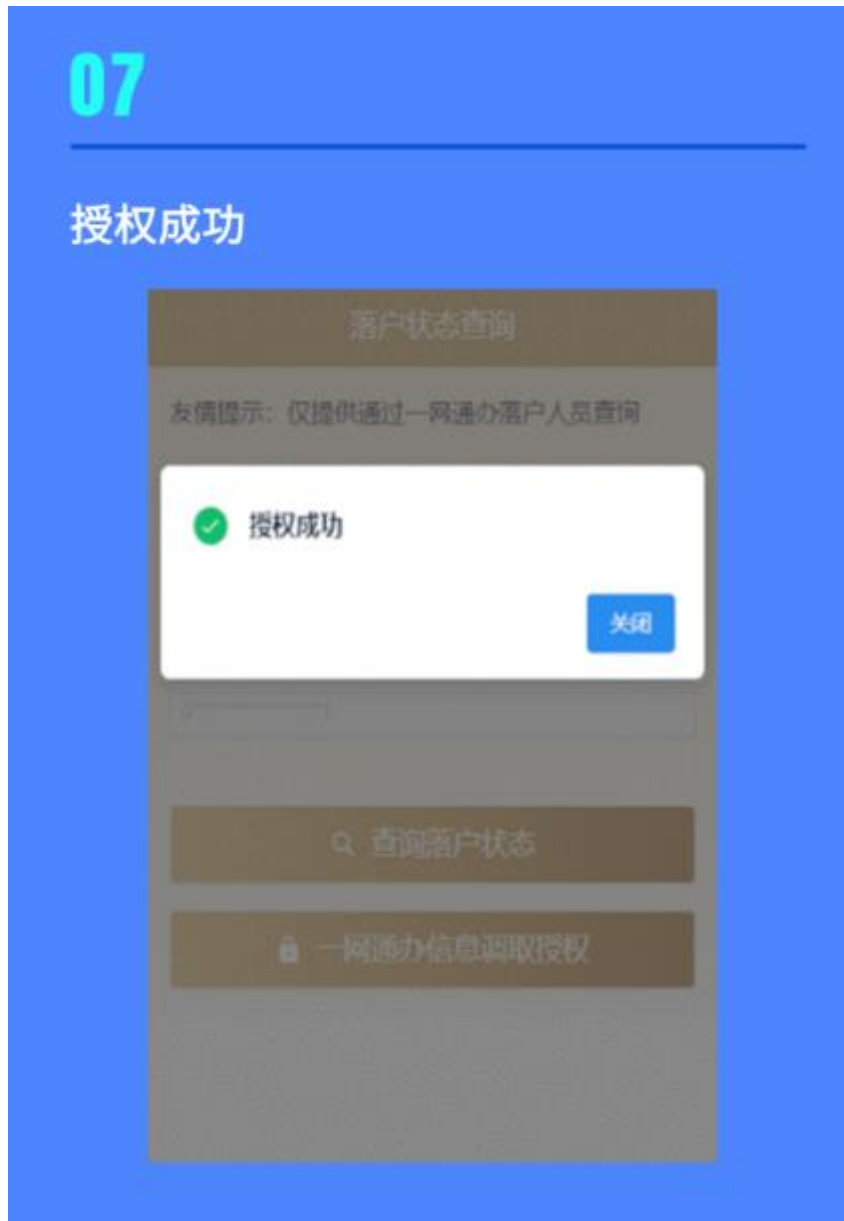 07
授权成功
落户状态查询
友情提示：仅提供通过一网通办落户人员查询
授权成功
关闭
查询落户状态
一网通办信息调取授权